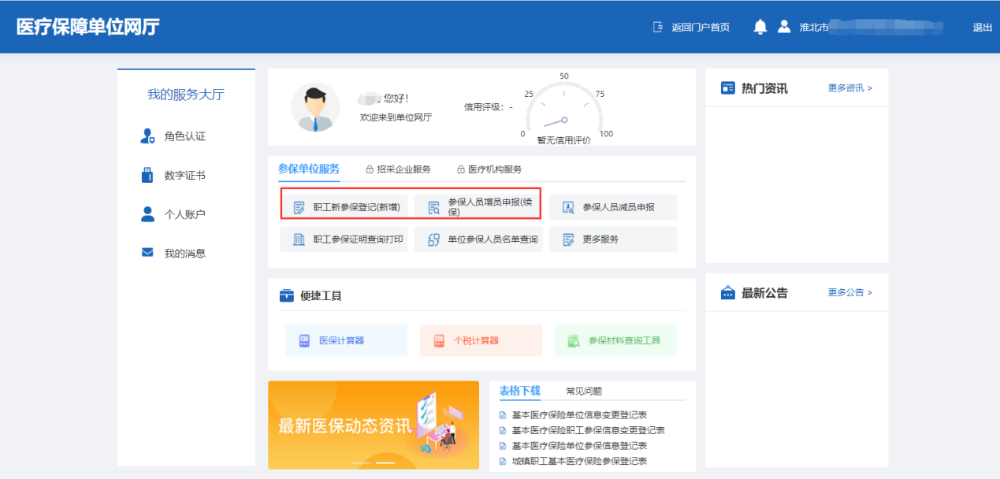 医疗保障单位网厅
返回门户首页
淮北市
退出
我的服务大厅
角色认证
数字证书
个人账户
我的消息
您好!
欢迎来到单位网厅
信用评级: -
0
25
50
75
100
暂无信用评价
参保单位服务
招采企业服务
医疗机构服务
职工新参保登记(新增)
参保人员增员申报(续
保)
参保人员减员申报
职工参保证明查询打印
单位参保人员名单查询
更多服务
便捷工具
医保计算器
个税计算器
参保材料查询工具
最新医保动态资讯
表格下载
常见问题
基本医疗保险单位信息变更登记表
基本医疗保险职工参保信息变更登记表
基本医疗保险单位参保信息登记表
城镇职工基本医疗保险参保登记表
热门资讯
更多资讯 >
最新公告
更多公告 >